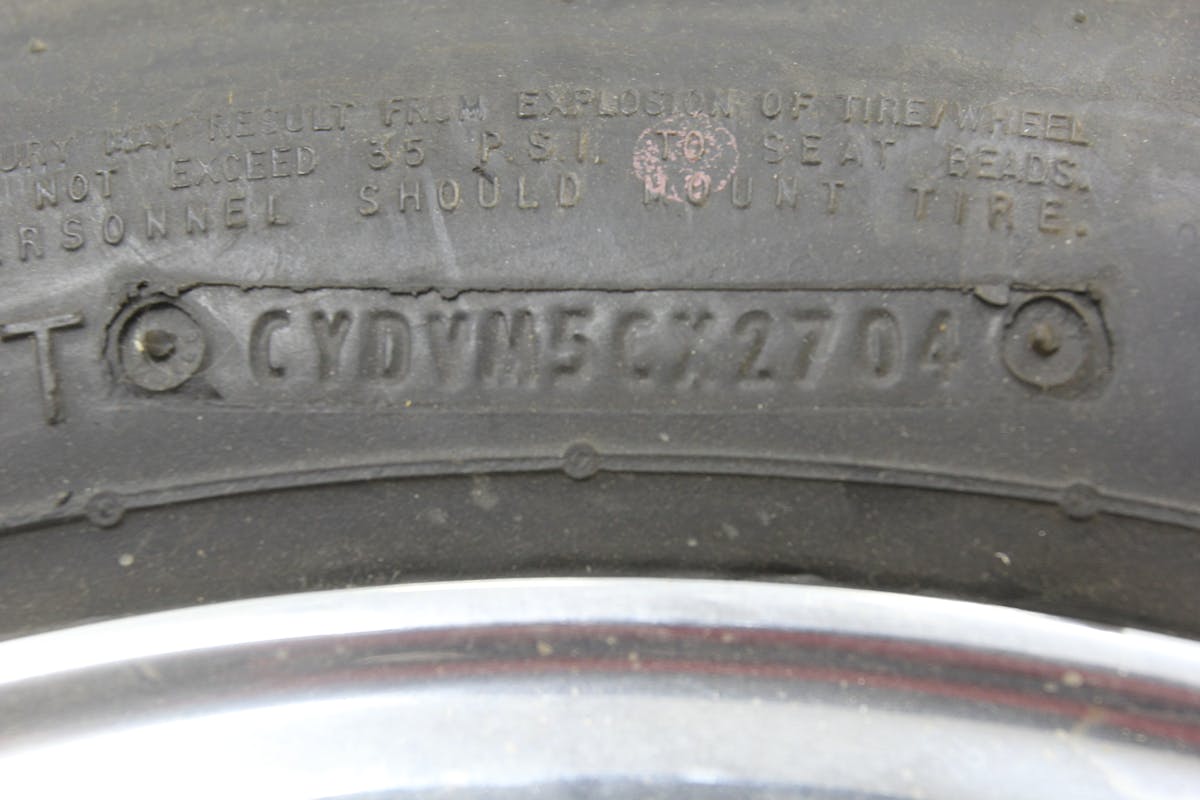 URY MAY RESULT FROM EXPLOSION OF TIRE/WHEEL
NOT EXCEED 35 P.S.I. TO SEAT BEADS.
RSONNEL SHOULD MOUNT TIRE.
T CYDVM5CX2704